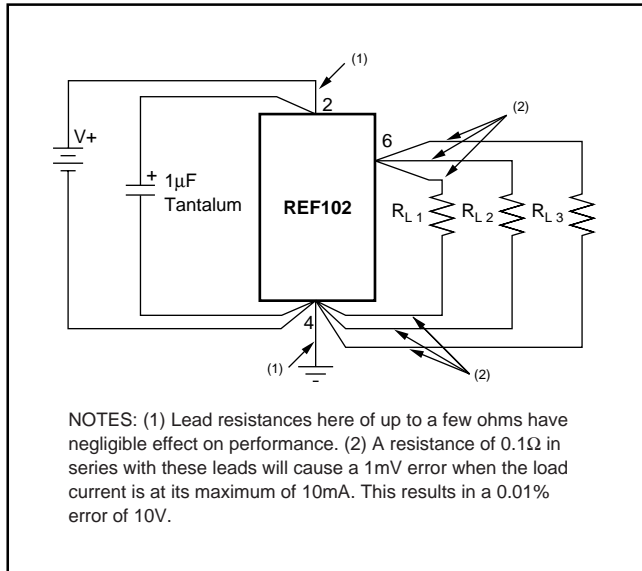 (1)
2
(2)
V+
6
+
1µF
Tantalum
REF102
R L 1
R L 2
R L 3
4
(1)
(2)
NOTES: (1) Lead resistances here of up to a few ohms have
negligible effect on performance. (2) A resistance of 0.1Ω in
series with these leads will cause a 1mV error when the load
current is at its maximum of 10mA. This results in a 0.01%
error of 10V.